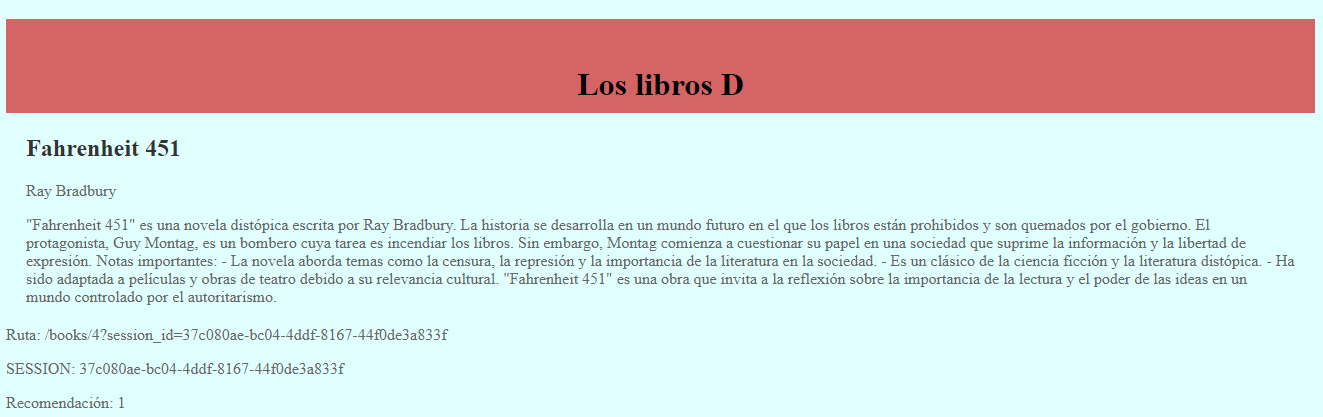 Los libros D
Fahrenheit 451
Ray Bradbury
"Fahrenheit 451" es una novela distópica escrita por Ray Bradbury. La historia se desarrolla en un mundo futuro en el que los libros están prohibidos y son quemados por el gobierno. El
protagonista, Guy Montag, es un bombero cuya tarea es incendiar los libros. Sin embargo, Montag comienza a cuestionar su papel en una sociedad que suprime la información y la libertad de
expresión. Notas importantes: - La novela aborda temas como la censura, la represión y la importancia de la literatura en la sociedad. - Es un clásico de la ciencia ficción y la literatura distópica. - Ha
sido adaptada a películas y obras de teatro debido a su relevancia cultural. "Fahrenheit 451" es una obra que invita a la reflexión sobre la importancia de la lectura y el poder de las ideas en un
mundo controlado por el autoritarismo.
Ruta: /books/4?session_id=37c080ae-bc04-4ddf-8167-44f0de3a833f
SESSION: 37c080ae-bc04-4ddf-8167-44f0de3a833f
Recomendación: 1